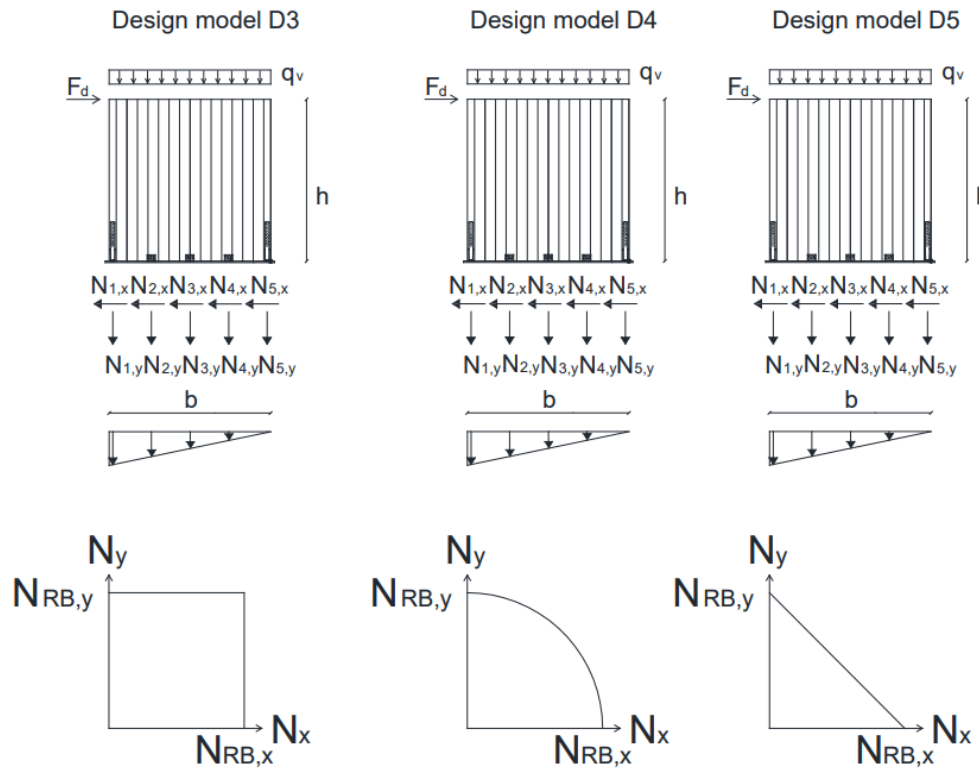 Design model D3 Design model D4 Design model D5
qv qv qv
Fd Fd Fd
h h
N1,x N2,x N3,x N4,x N5,x N1,x N2,x N3,x N4,x N5,x N1,x N2,x N3,x N4,x N5,x
N1,y N2,y N3,y N4,y N5,y N1,y N2,y N3,y N4,y N5,y N1,y N2,y N3,y N4,y N5,y
b b b
Ny Ny Ny
NRB,y NRB,y NRB,y
Nx Nx Nx
NRB,x NRB,x NRB,x